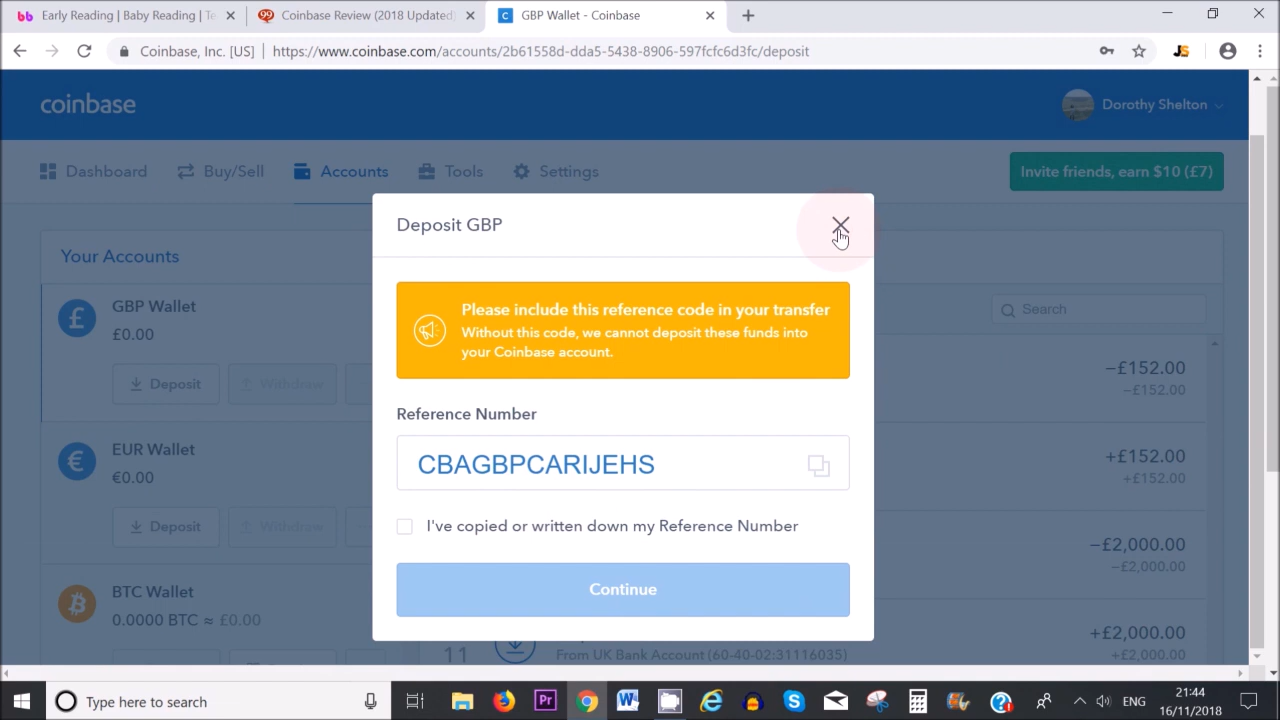 Early Reading | Baby Reading | Te
Coinbase Review (2018 Updated)
GBP Wallet - Coinbase
Coinbase, Inc. [US] | https://www.coinbase.com/accounts/2b61558d-dda5-5438-8906-597fcfc6d3fc/deposit
coinbase
Dorothy Shelton
Dashboard
Buy/Sell
Accounts
Tools
Settings
Invite friends, earn $10 (£7)
Your Accounts
GBP Wallet
£0.00
Deposit
Withdraw
EUR Wallet
€0.00
Deposit
Withdraw
BTC Wallet
0.0000 BTC ≈ £0.00
Deposit GBP
Please include this reference code in your transfer
Without this code, we cannot deposit these funds into
your Coinbase account.
Reference Number
CBAGBPCARIJEHS
I've copied or written down my Reference Number
Continue
Search
−£152.00
−£152.00
+£152.00
+£152.00
−£2,000.00
−£2,000.00
+£2,000.00
+£2,000.00
11
From UK Bank Account (60-40-02:31116035)
Type here to search
ENG
21:44
16/11/2018